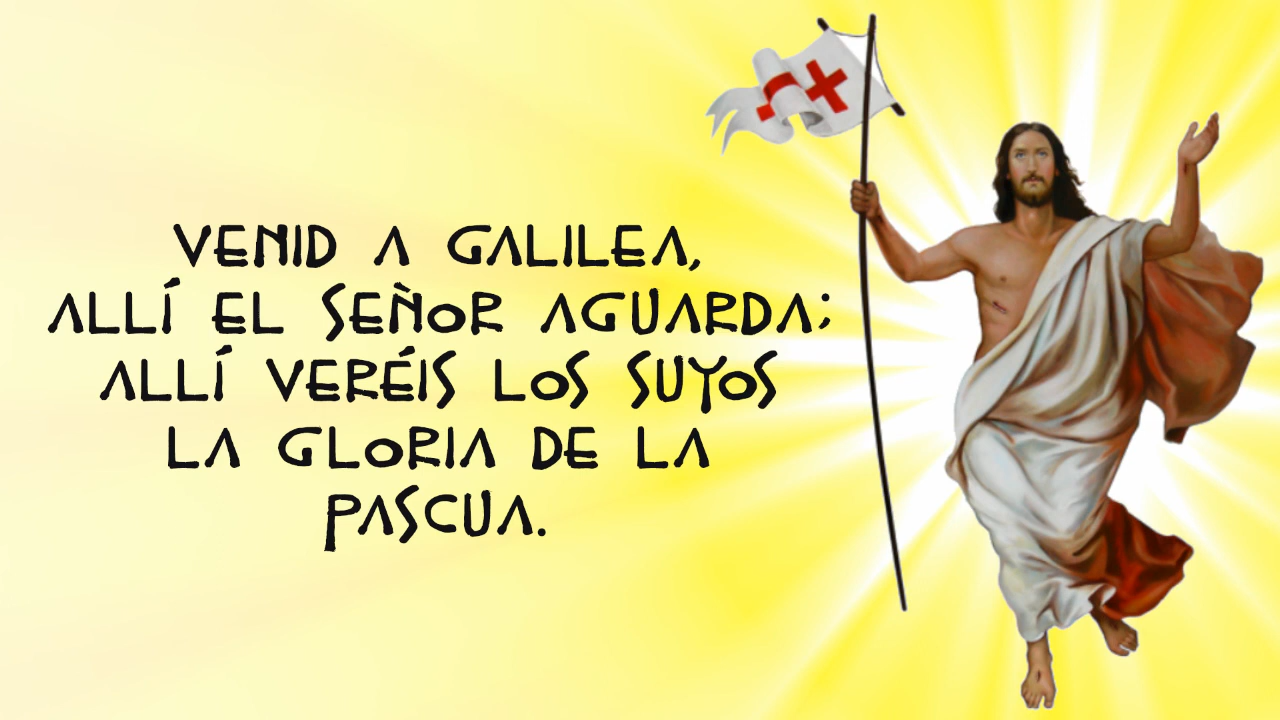 VENID A GALILEA,
ALLÍ EL SEÑOR AGUARDA;
ALLÍ VERÉIS LOS SUYOS
LA GLORIA DE LA
PASCUA.